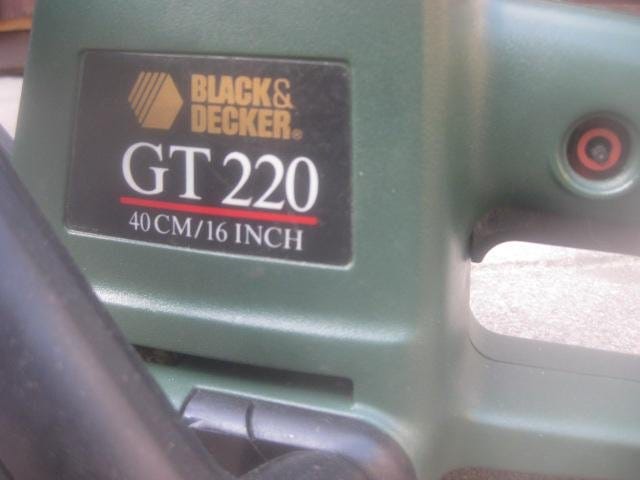 BLACK&
DECKER®
GT 220
40 CM/16 INCH